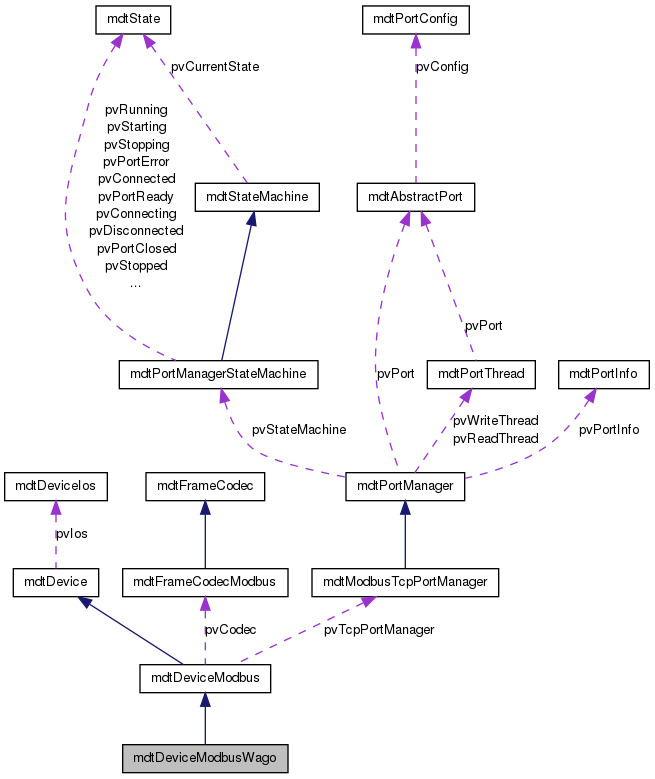 mdtState
mdtPortConfig
pvCurrentState
pvConfig
pvRunning
pvStarting
pvStopping
pvPortError
pvConnected
pvPortReady
pvConnecting
pvDisconnected
pvPortClosed
pvStopped
...
mdtStateMachine
mdtAbstractPort
pvPort
mdtPortManagerStateMachine
pvPort
mdtPortThread
mdtPortInfo
pvStateMachine
pvWriteThread
pvReadThread
pvPortInfo
mdtDeviceIos
mdtFrameCodec
mdtPortManager
pvIos
mdtDevice
mdtFrameCodecModbus
mdtModbusTcpPortManager
pvCodec
pvTcpPortManager
mdtDeviceModbus
mdtDeviceModbusWago